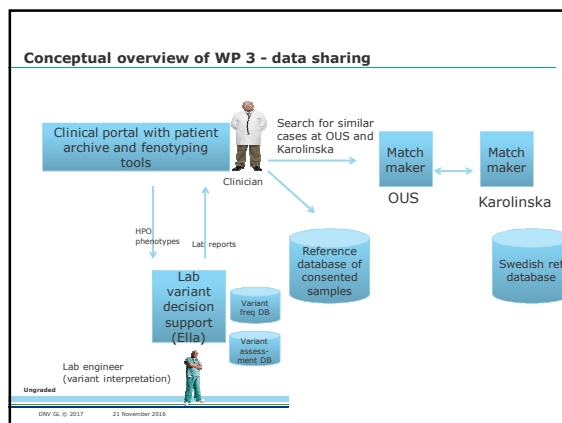 Conceptual overview of WP 3 - data sharing
Clinical portal with patient
archive and fenotyping
tools
Clinician
Search for similar
cases at OUS and
Karolinska
Match
maker
OUS
Match
maker
Karolinska
HPO
phenotypes
Lab reports
Reference
database of
consented
samples
Swedish ref
database
Lab
variant
decision
support
(Ella)
Variant
freq DB
Variant
assess-
ment DB
Lab engineer
(variant interpretation)
Ungraded
DNV GL © 2017 21 November 2016